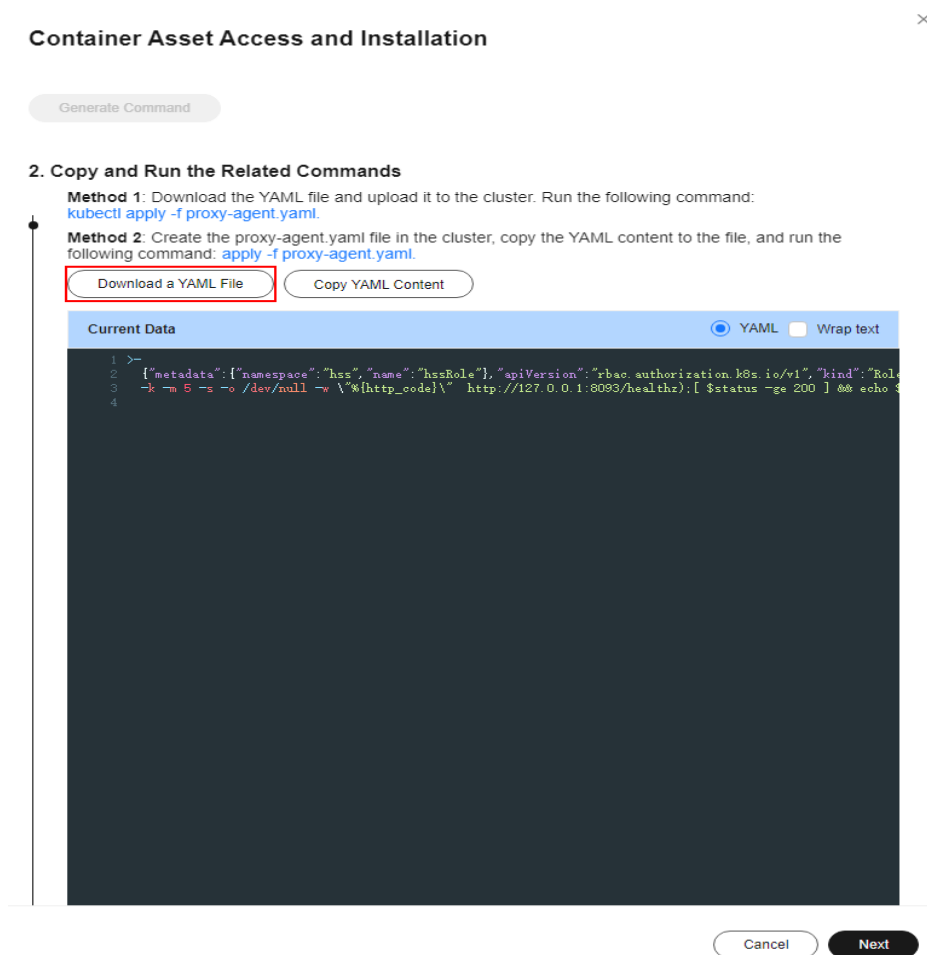 Container Asset Access and Installation
Generate Command
2. Copy and Run the Related Commands
Method 1: Download the YAML file and upload it to the cluster. Run the following command:
kubectl apply -f proxy-agent.yaml.
Method 2: Create the proxy-agent.yaml file in the cluster, copy the YAML content to the file, and run the
following command: apply -f proxy-agent.yaml.
Download a YAML File Copy YAML Content
Current Data YAML Wrap text
1 >-
2 {"metadata":{"namespace":"hss","name":"hssRole"},"apiVersion":"rbac.authorization.k8s.io/v1","kind":"Role
3 -k -m 5 -s -o /dev/null -w \"%{http_code}\" http://127.0.0.1:8093/healthz);[ $status -ge 200 ] && echo $
4
Cancel Next